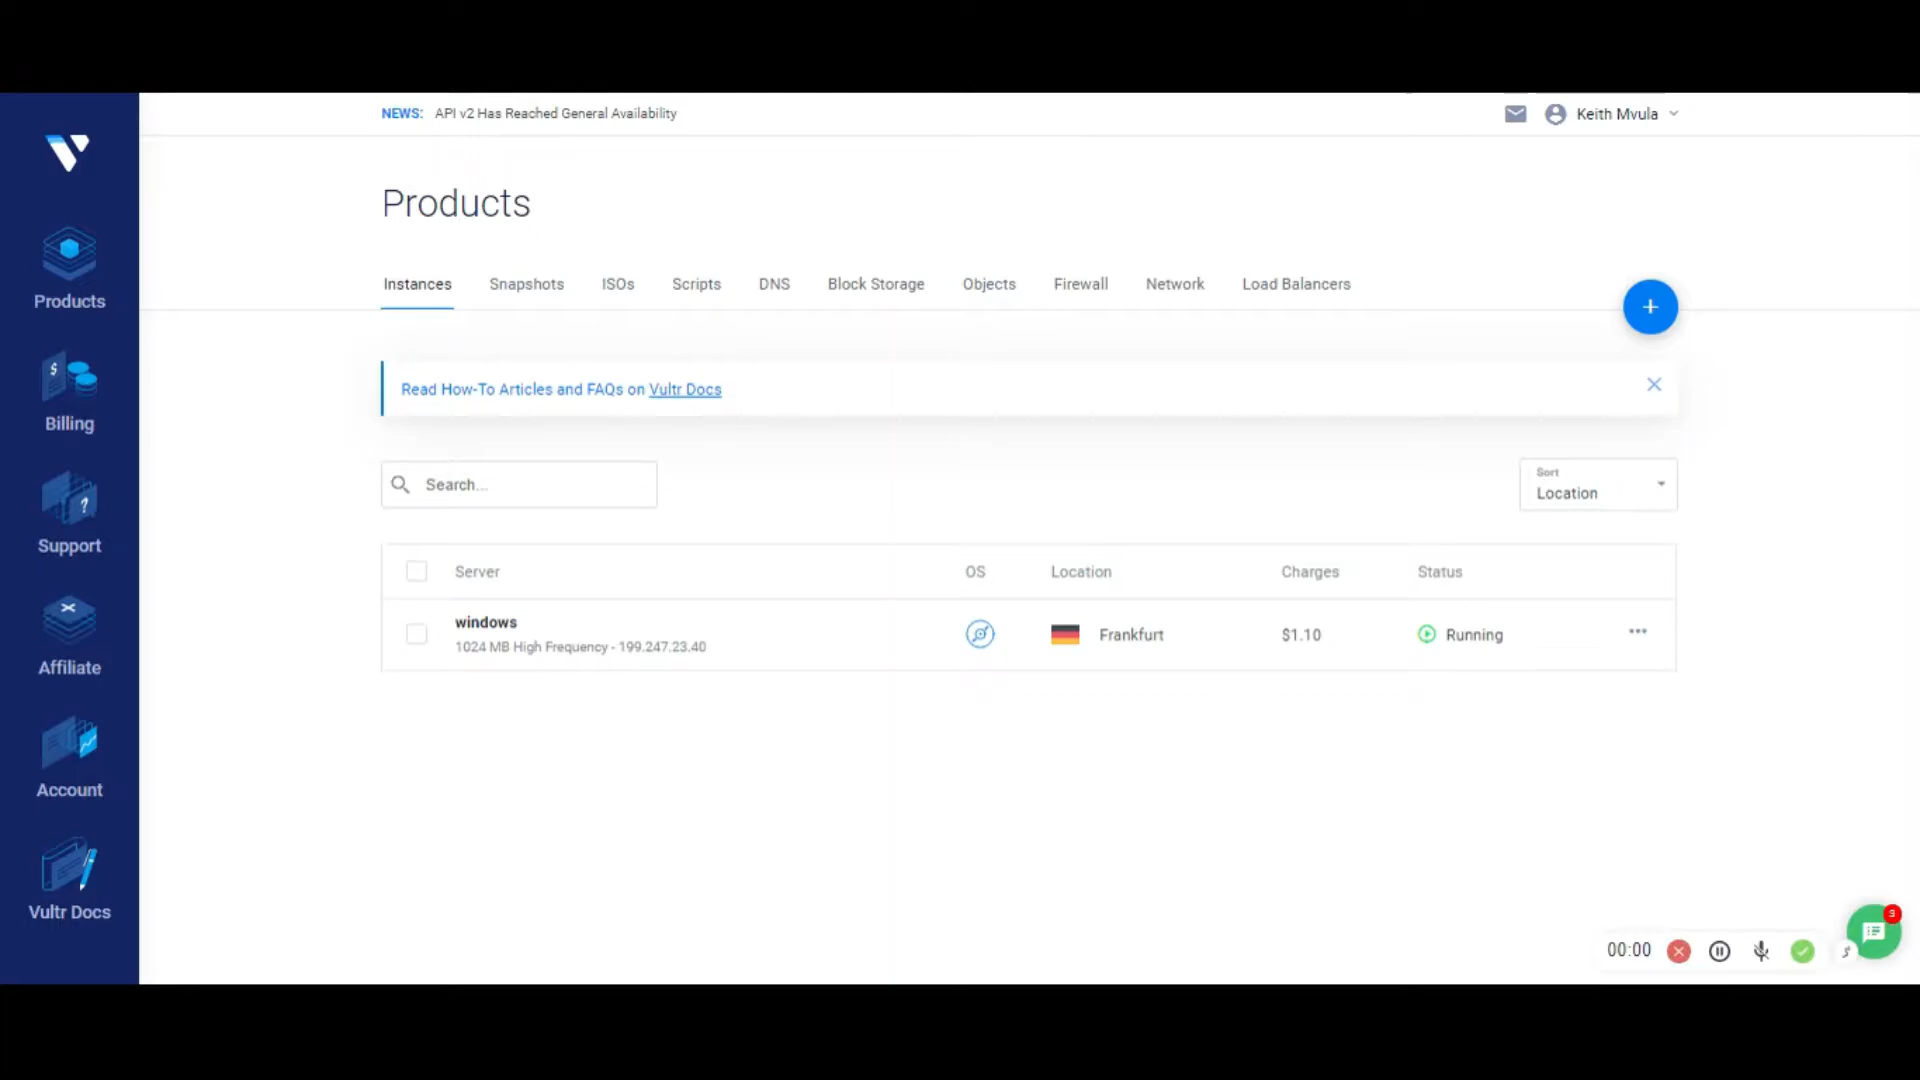 NEWS: API v2 Has Reached General Availability
Keith Mvula
Products
Products
Instances Snapshots ISOs Scripts DNS Block Storage Objects Firewall Network Load Balancers
+
Read How-To Articles and FAQs on Vultr Docs
Billing
Search...
Sort
Location
Support
Server OS Location Charges Status
windows
1024 MB High Frequency - 199.247.23.40
Frankfurt $1.10 Running
Affiliate
Account
Vultr Docs
3
00:00